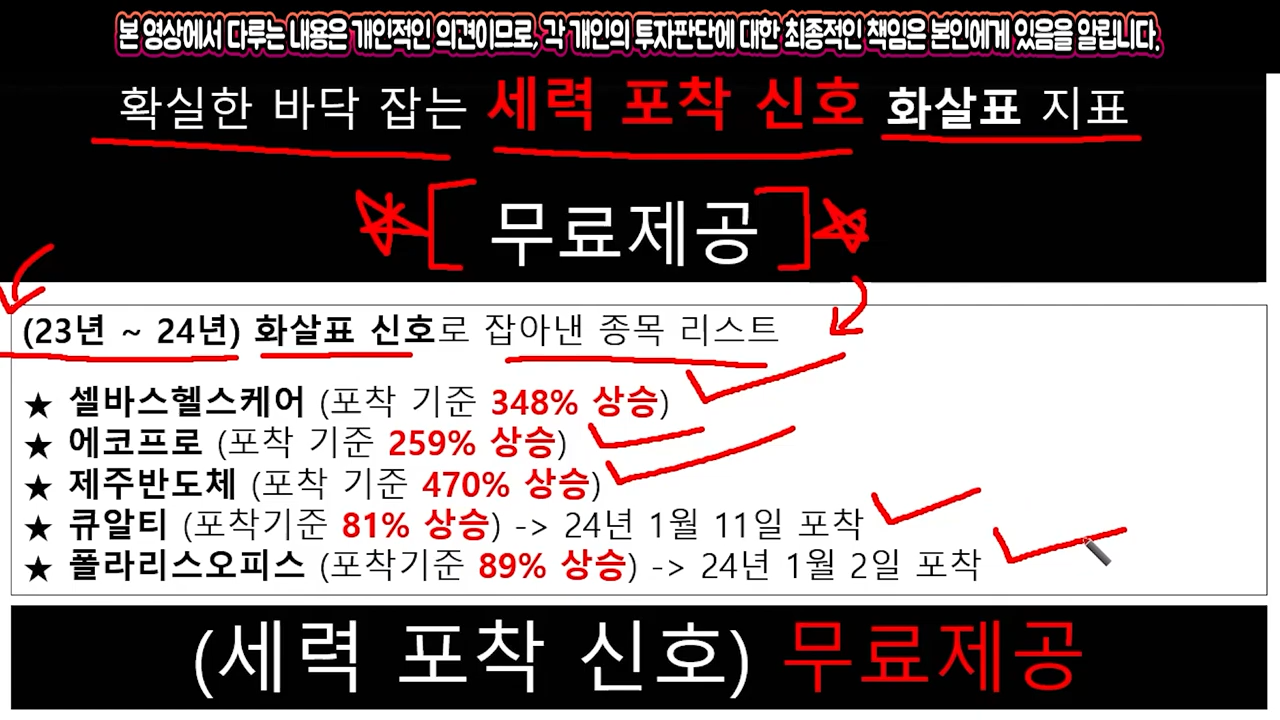 본 영상에서 다루는 내용은 개인적인 의견이므로, 각 개인의 투자판단에 대한 최종적인 책임은 본인에게 있음을 알립니다.
확실한 바닥 잡는 세력 포착 신호 화살표 지표
무료제공
(23년 ~ 24년) 화살표 신호로 잡아낸 종목 리스트
★ 셀바스헬스케어 (포착 기준 348% 상승)
★ 에코프로 (포착 기준 259% 상승)
★ 제주반도체 (포착 기준 470% 상승)
★ 큐알티 (포착기준 81% 상승) -> 24년 1월 11일 포착
★ 폴라리스오피스 (포착기준 89% 상승) -> 24년 1월 2일 포착
(세력 포착 신호) 무료제공